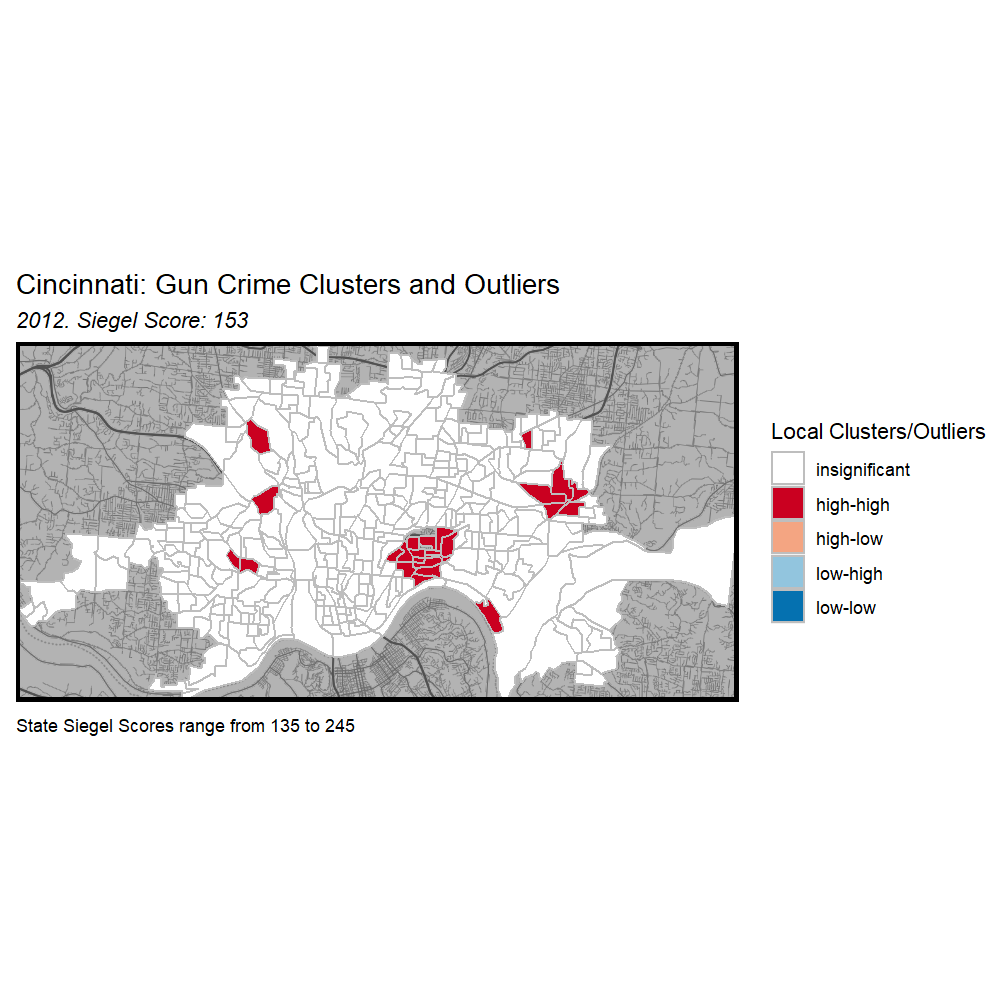 Cincinnati: Gun Crime Clusters and Outliers
2012. Siegel Score: 153
Local Clusters/Outliers
insignificant
high-high
high-low
low-high
low-low
State Siegel Scores range from 135 to 245